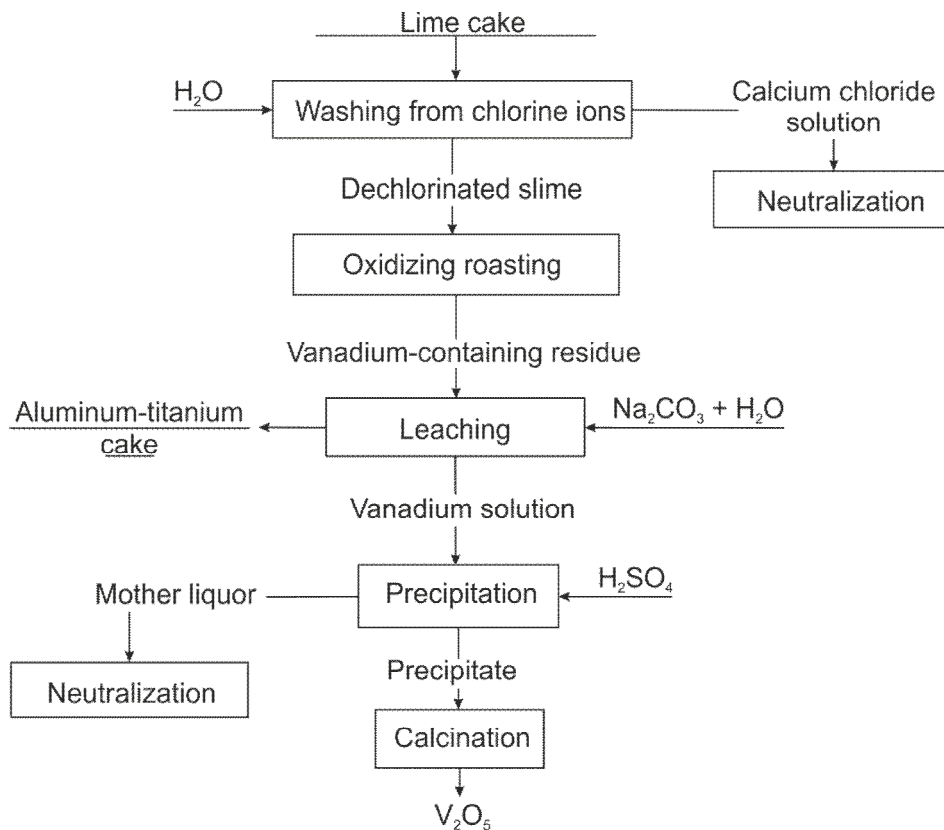 Lime cake
H₂O
Washing from chlorine ions
Calcium chloride
solution
Neutralization
Dechlorinated slime
Oxidizing roasting
Vanadium-containing residue
Aluminum-titanium
cake
Leaching
Na₂CO₃ + H₂O
Vanadium solution
Mother liquor
Precipitation
H₂SO₄
Neutralization
Precipitate
Calcination
V₂O₅